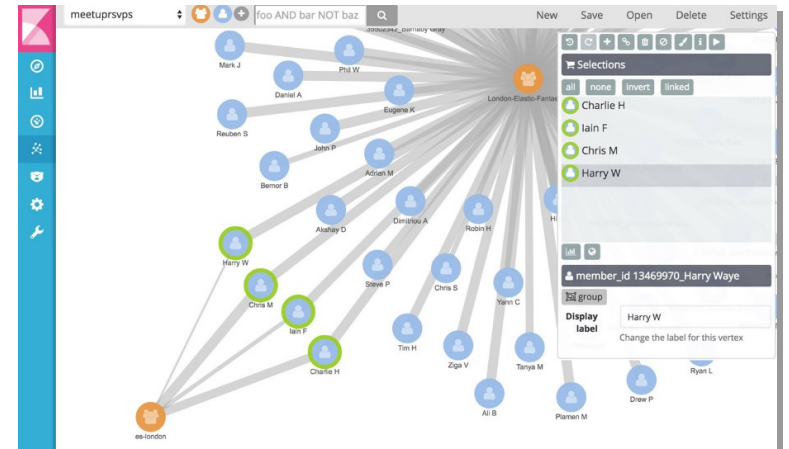 meetuprsvps
foo AND bar NOT baz
New Save Open Delete Settings
Mark J
Phil W
Daniel A
Eugene K
London-Elastic-Fantas
Reuben S
John P
Adrian M
Bernor B
Akshay D
Dimitriou A
Robin H
Harry W
Steve P
Chris S
Yann C
Chris M
Iain F
Tim H
Ziga V
Tanya M
Charlie H
Ryan L
Ali B
Drew P
Plamen M
es-london
Selections
all none invert linked
Charlie H
Iain F
Chris M
Harry W
member_id 13469970_Harry Waye
group
Display label
Harry W
Change the label for this vertex